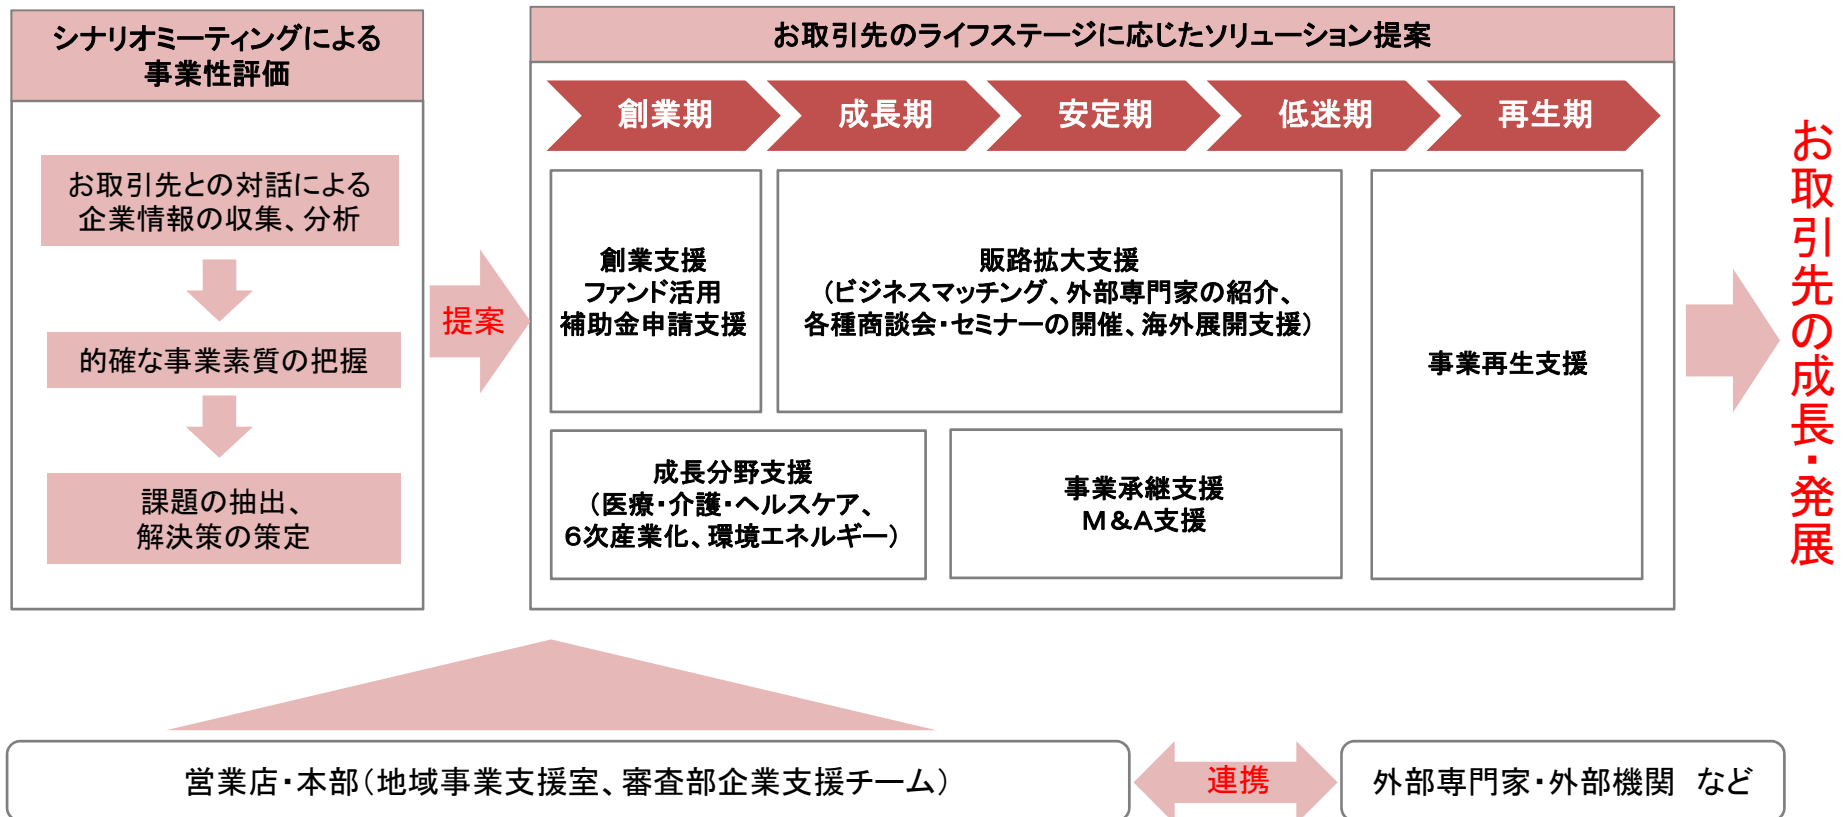 シナリオミーティングによる
事業性評価
お取引先との対話による
企業情報の収集、分析
的確な事業素質の把握
課題の抽出、
解決策の策定
提案
お取引先のライフステージに応じたソリューション提案
創業期
成長期
安定期
低迷期
再生期
創業支援
ファンド活用
補助金申請支援
販路拡大支援
（ビジネスマッチング、外部専門家の紹介、
各種商談会・セミナーの開催、海外展開支援）
事業再生支援
成長分野支援
（医療・介護・ヘルスケア、
６次産業化、環境エネルギー）
事業承継支援
Ｍ＆Ａ支援
お取引先の成長・発展
営業店・本部（地域事業支援室、審査部企業支援チーム）
連携
外部専門家・外部機関　など